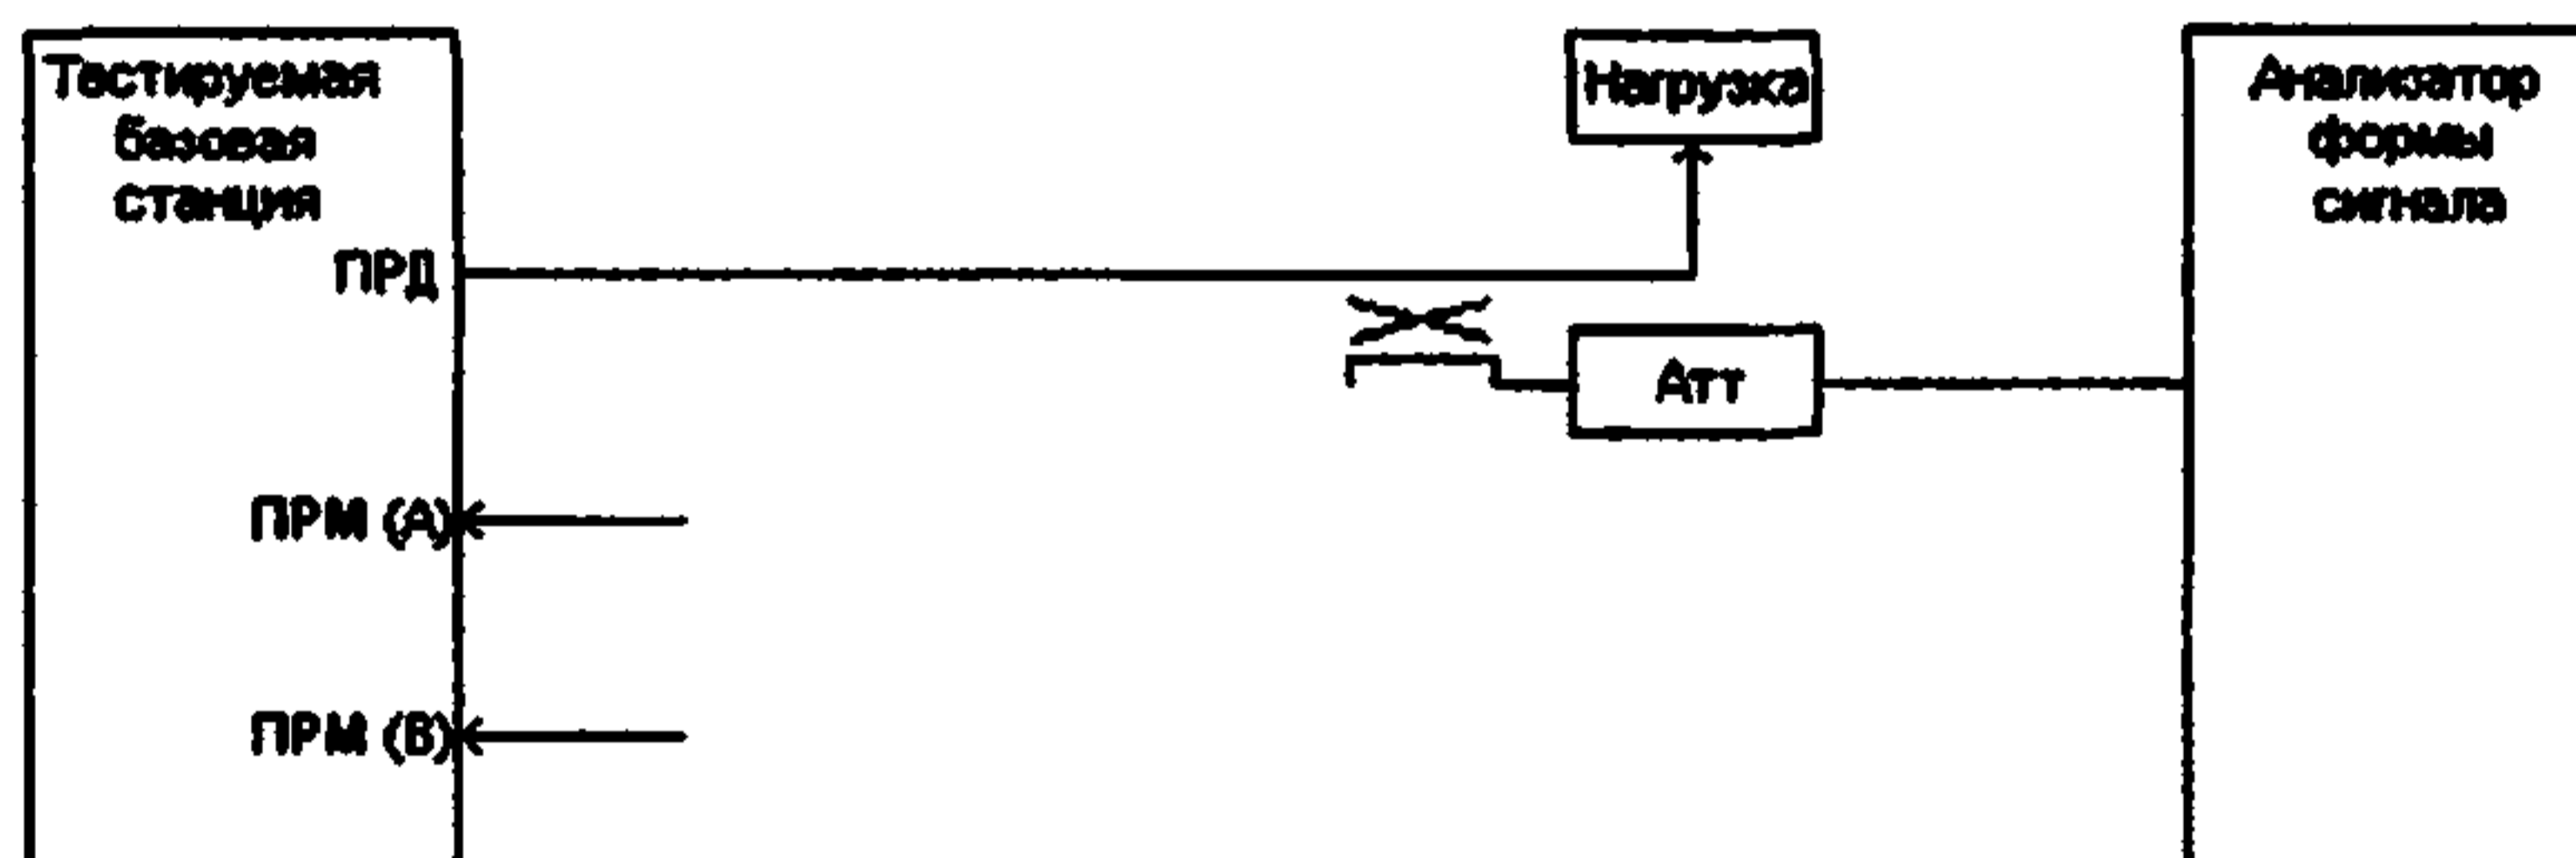 Тестируемая
базовая
станция
ПРД
ПРМ (А)
ПРМ (В)
Нагрузка
Атт
Анализатор
формы
сигнала